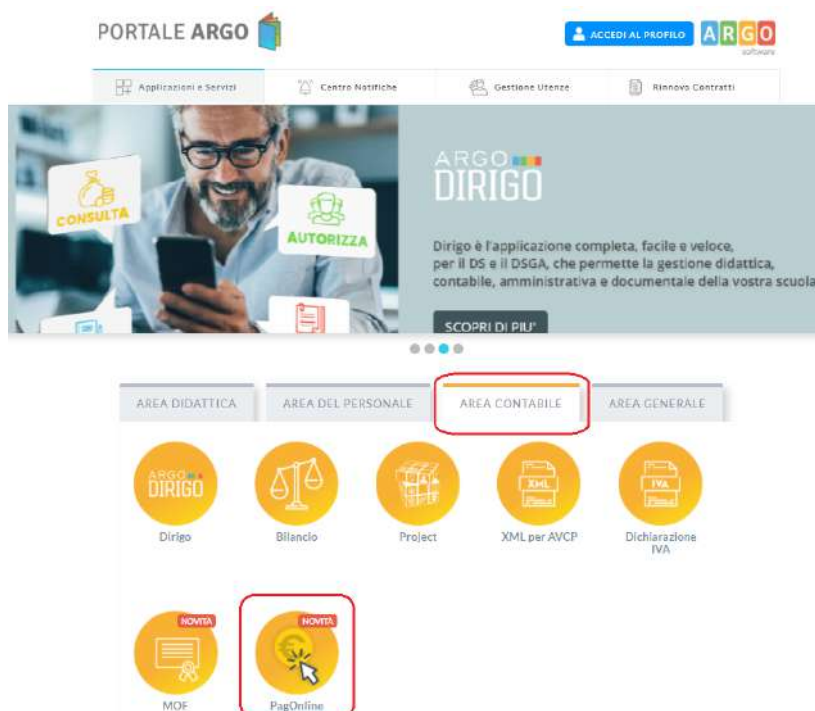 PORTALE ARGO
ACCEDI AL PROFILO
ARGO
software
Applicazioni e Servizi
Centro Notifiche
Gestione Utenze
Rinnovo Contratti
CONSULTA
AUTORIZZA
ARGO
DIRIGO
Dirigo è l'applicazione completa, facile e veloce,
per il DS e il DSGA, che permette la gestione didattica,
contabile, amministrativa e documentale della vostra scuola
SCOPRI DI PIU'
AREA DIDATTICA
AREA DEL PERSONALE
AREA CONTABILE
AREA GENERALE
ARGO
DIRIGO
XML
IVA
Dirigo
Bilancio
Project
XML per AVCP
Dichiarazione
IVA
NOVITÀ
NOVITÀ
€
MOF
PagOnline